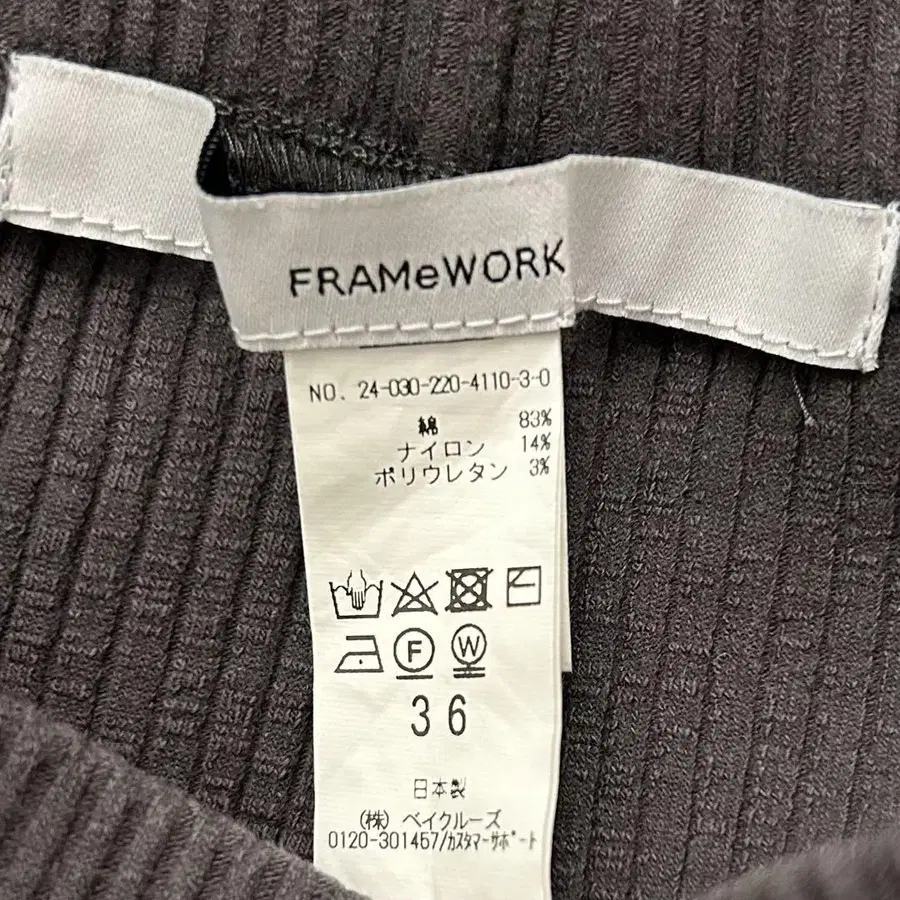 FRAMeWORK
NO. 24-030-220-4110-3-0
綿 83%
ナイロン 14%
ポリウレタン 3%
F W
36
日本製
(株) ベイクルーズ
0120-301457/カスタマーサポート